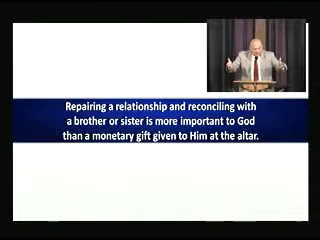 Repairing a relationship and reconciling with
a brother or sister is more important to God
than a monetary gift given to Him at the altar.